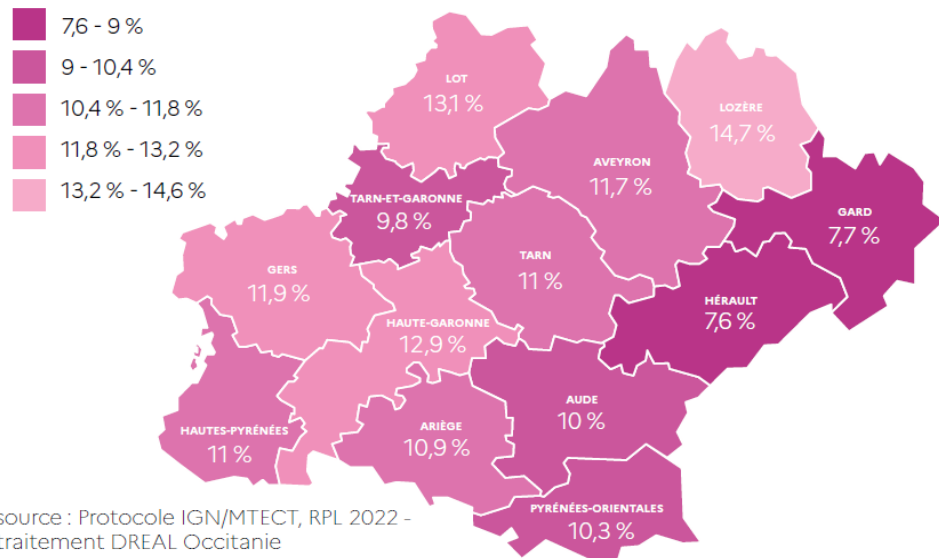 7,6 - 9 %
9 - 10,4 %
10,4 % - 11,8 %
11,8 % - 13,2 %
13,2 % - 14,6 %
LOT
13,1 %
LOZÈRE
14,7 %
AVEYRON
11,7 %
TARN-ET-GARONNE
9,8 %
GARD
7,7 %
TARN
11 %
GERS
11,9 %
HÉRAULT
7,6 %
HAUTE-GARONNE
12,9 %
AUDE
10 %
HAUTES-PYRÉNÉES
11 %
ARIÈGE
10,9 %
PYRÉNÉES-ORIENTALES
10,3 %
source : Protocole IGN/MTECT, RPL 2022 -
traitement DREAL Occitanie